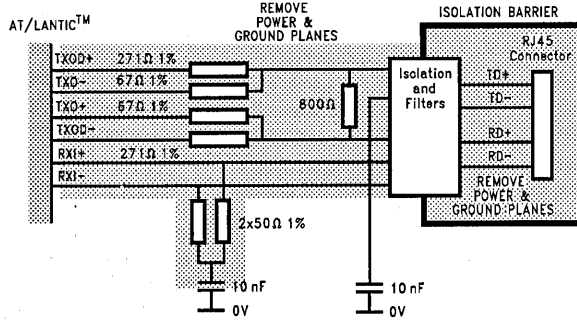 AT/LANTIC™
REMOVE
POWER &
GROUND PLANES
ISOLATION BARRIER
RJ45
Connector
TXOD+ 271Ω 1%
TXO- 67Ω 1%
TXO+ 67Ω 1%
TXOD-
RXI+ 271Ω 1%
RXI-
800Ω
Isolation
and
Filters
TD+
TD-
RD+
RD-
REMOVE
POWER &
GROUND PLANES
2x50Ω 1%
10 nF
0V
10 nF
0V